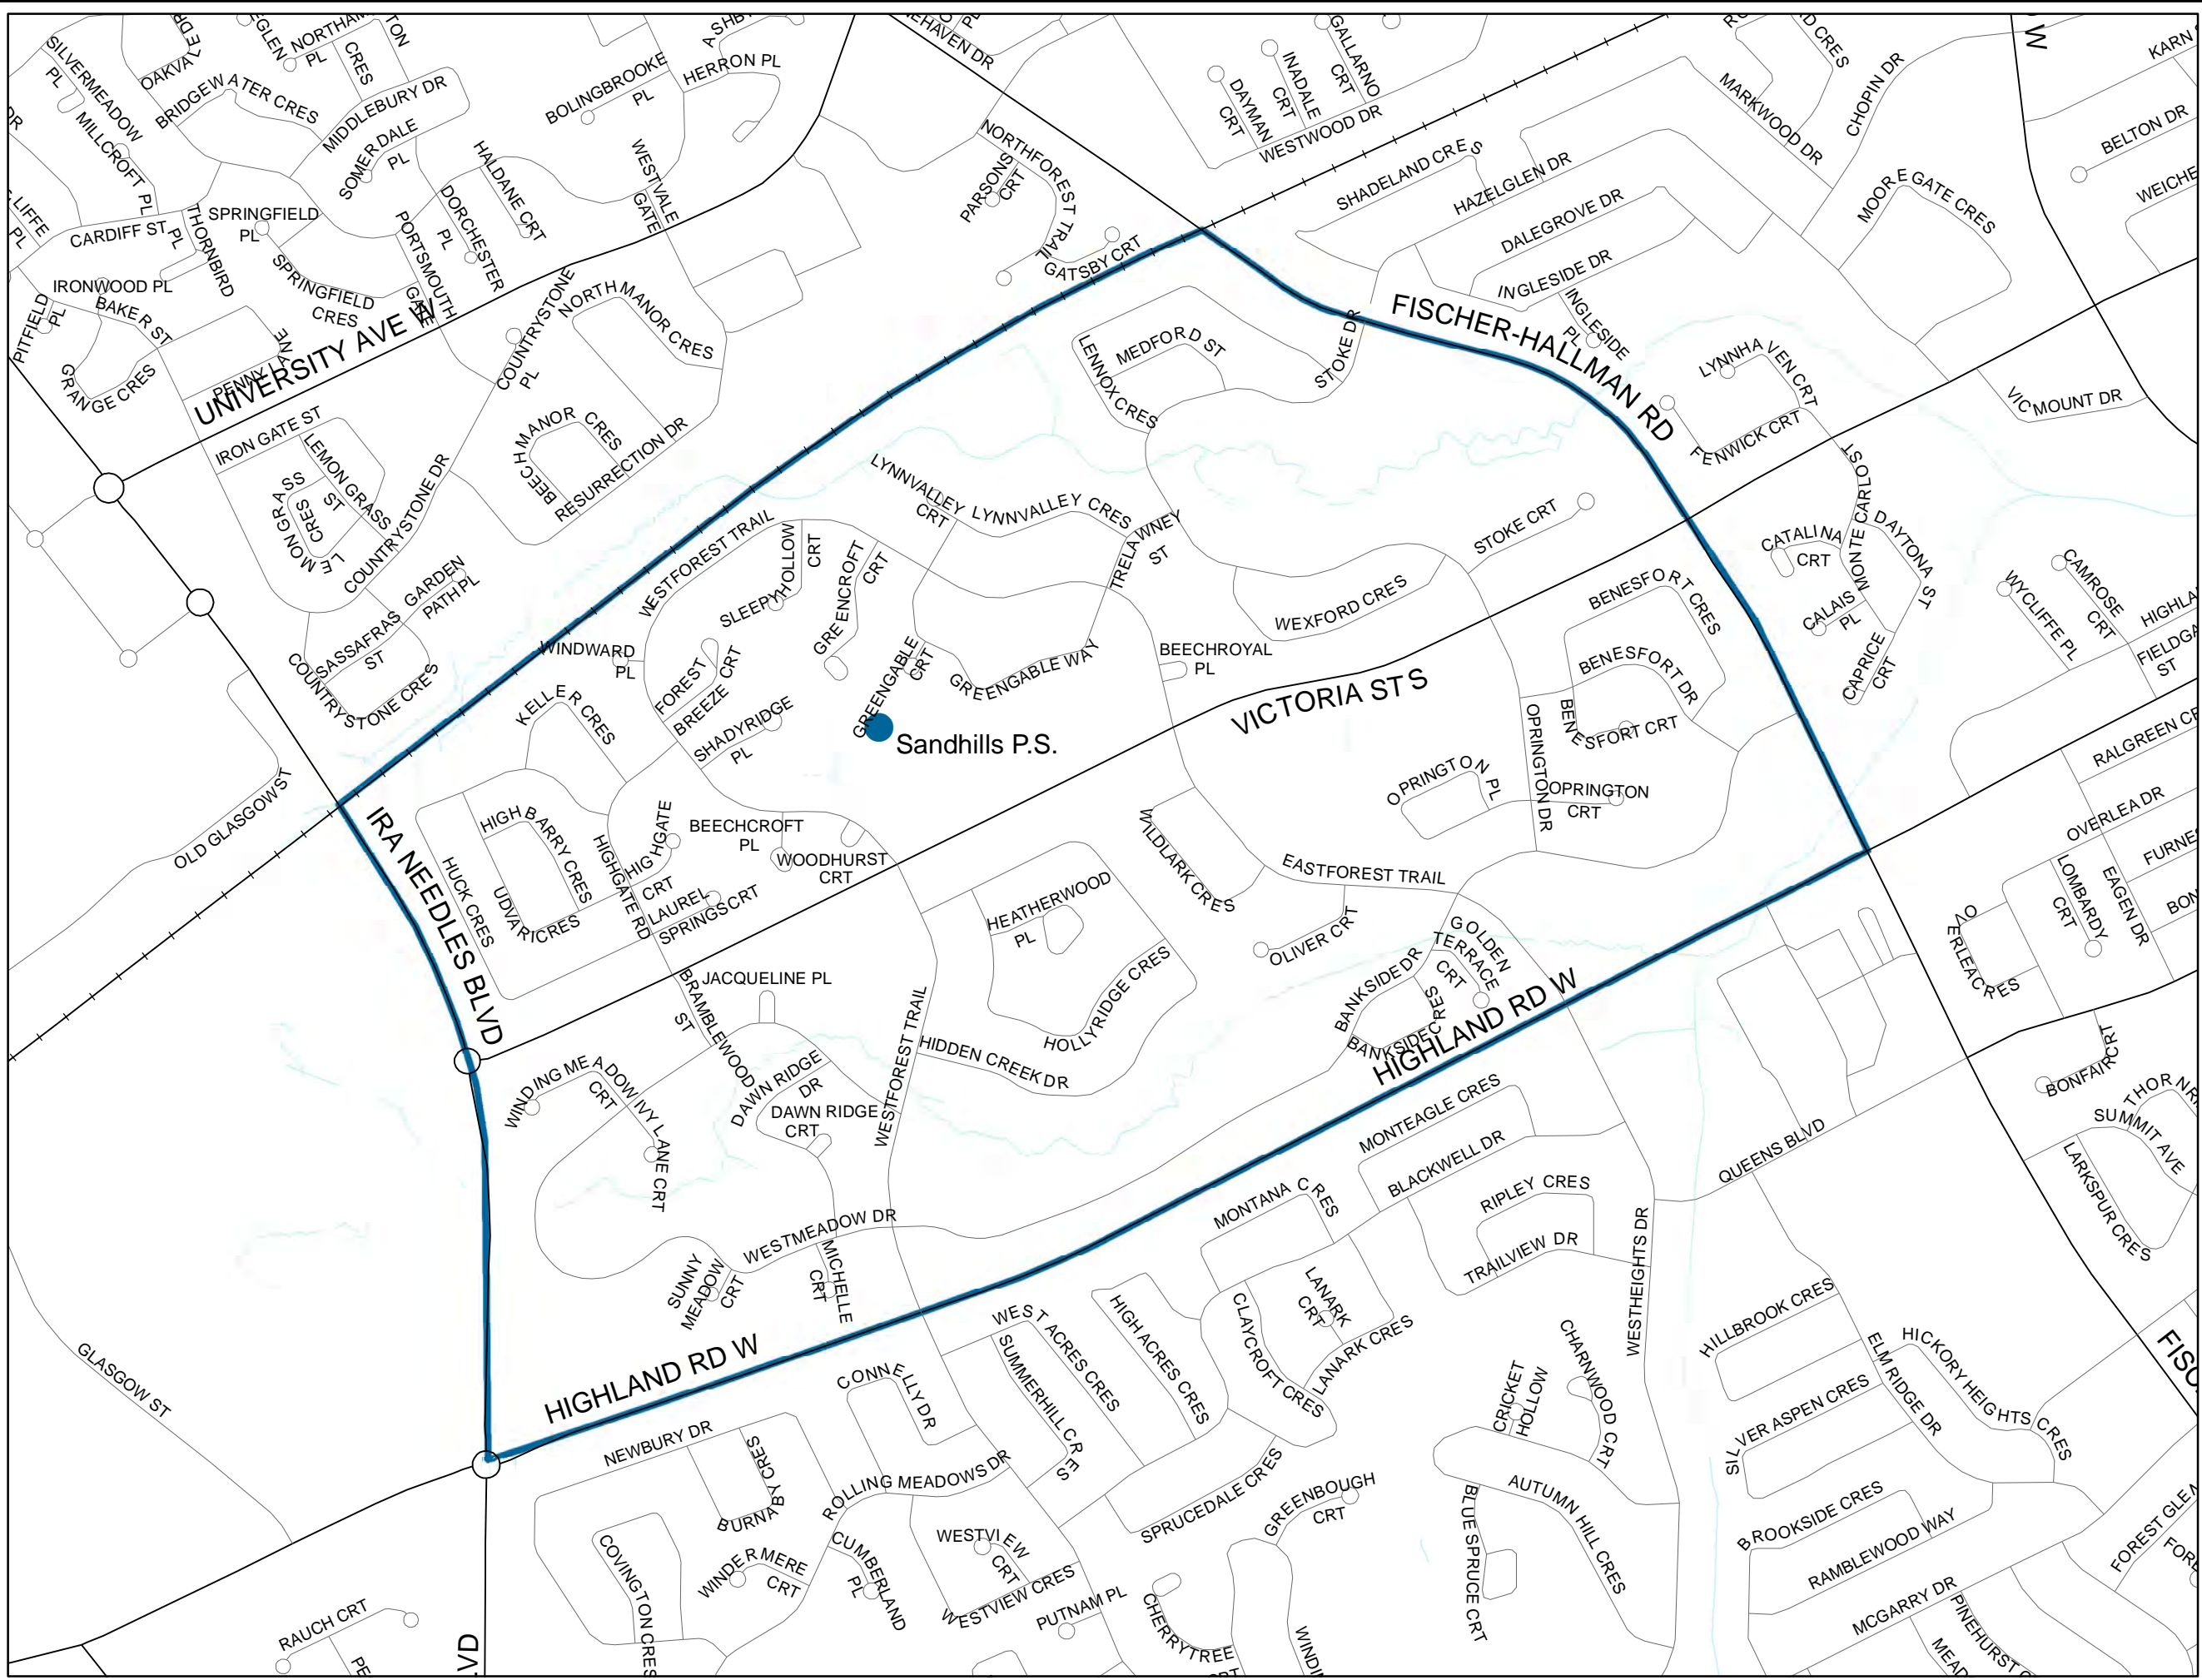 SILVERMEADOW
PL
OAKVALE DR
NORTHAMPTON
PL
CRES
ASHBY
HERRON PL
BOLINGBROOKE
PL
BRIDGEWATER CRES
MIDDLEBURY DR
MILLCROFT PL
SOMERDALE
PL
HALDANE CRT
WESTVALE
GATE
DORCHESTER
PL
PORTSMOUTH
GATE
SPRINGFIELD
PL
CARDIFF ST
THORNBIRD
PL
SPRINGFIELD
CRES
IRONWOOD PL
BAKER ST
PITFIELD
PL
GRANGE CRES
PENNY LANE
UNIVERSITY AVE W
COUNTRYSTONE
PL
NORTH MANOR CRES
BEECHMANOR CRES
RESURRECTION DR
IRON GATE ST
LEMON GRASS
ST
LEMON GRASS
CRES
COUNTRYSTONE DR
GARDEN
PATH PL
SASSAFRAS
ST
COUNTRYSTONE CRES
OLD GLASGOW ST
GLASGOW ST
DAYMAN
CRT
INADALE
CRT
GALLARNO
CRT
WESTWOOD DR
NORTHFOREST TRAIL
PARSONS
CRT
GATSBY CRT
SHADELAND CRES
HAZELGLEN DR
MARKWOOD DR
CHOPIN DR
DALEGROVE DR
INGLESIDE DR
INGLESIDE
PL
MOOREGATE CRES
BELTON DR
FISCHER-HALLMAN RD
LYNNHAVEN CRT
FENWICK CRT
VICMOUNT DR
MONTE CARLO ST
CATALINA
CRT
DAYTONA
ST
CALAIS
PL
CAPRICE
CRT
CAMROSE
CRT
WYCLIFFE PL
LENNOX CRES
MEDFORD ST
STOKE DR
LYNNVALLEY
CRT
LYNNVALLEY CRES
TRELAWNEY
ST
STOKE CRT
WEXFORD CRES
WESTFOREST TRAIL
SLEEPY HOLLOW
CRT
GREENCROFT
CRT
WINDWARD
PL
FOREST
BREEZE CRT
GREENGABLE
CRT
GREENGABLE WAY
BEECHROYAL
PL
KELLER CRES
SHADYRIDGE
PL
Sandhills P.S.
VICTORIA ST S
BENESFORT CRES
BENESFORT DR
BENESFORT CRT
OPRINGTON PL
OPRINGTON DR
OPRINGTON
CRT
RALGREEN
OVERLEA DR
LOMBARDY
CRT
EAGEN DR
OVERLEA CRES
IRA NEEDLES BLVD
HIGH BARRY CRES
HUCK CRES
UDVARI CRES
HIGHGATE
CRT
HIGHGATE RD
BEECHCROFT
PL
WOODHURST
CRT
LAUREL
SPRINGS CRT
WILDLARK CRES
EASTFOREST TRAIL
HEATHERWOOD
PL
OLIVER CRT
HOLLYRIDGE CRES
GOLDEN
TERRACE
CRT
BANKSIDE DR
BANKSIDE CRES
HIGHLAND RD W
JACQUELINE PL
BRAMBLEWOOD
ST
HIDDEN CREEK DR
WESTFOREST TRAIL
WINDING MEADOW
CRT
IVY LANE CRT
DAWN RIDGE
DR
DAWN RIDGE
CRT
WESTMEADOW DR
SUNNY
MEADOW
CRT
MICHELLE
CRT
HIGHLAND RD W
BONFAIR CRT
SUMMIT AVE
LARKSPUR CRES
MONTEAGLE CRES
BLACKWELL DR
QUEENS BLVD
MONTANA CRES
RIPLEY CRES
TRAILVIEW DR
WESTHEIGHTS DR
LANARK
CRT
LANARK CRES
CLAYCROFT CRES
HIGH ACRES CRES
WEST ACRES CRES
SUMMERHILL CRES
CONNELLY DR
NEWBURY DR
BURNABY CRES
ROLLING MEADOWS DR
HILLBROOK CRES
ELM RIDGE DR
HICKORY HEIGHTS CRES
SILVER ASPEN CRES
CHARNWOOD CRT
CRICKET
HOLLOW
AUTUMN HILL CRES
BLUE SPRUCE CRT
SPRUCEDALE CRES
GREENBOUGH
CRT
BROOKSIDE CRES
RAMBLEWOOD WAY
MCGARRY DR
COVINGTON CRES
WINDERMERE
CRT
CUMBERLAND
PL
WESTVIEW
CRT
WESTVIEW CRES
PUTNAM PL
CHERRYTREE
RAUCH CRT